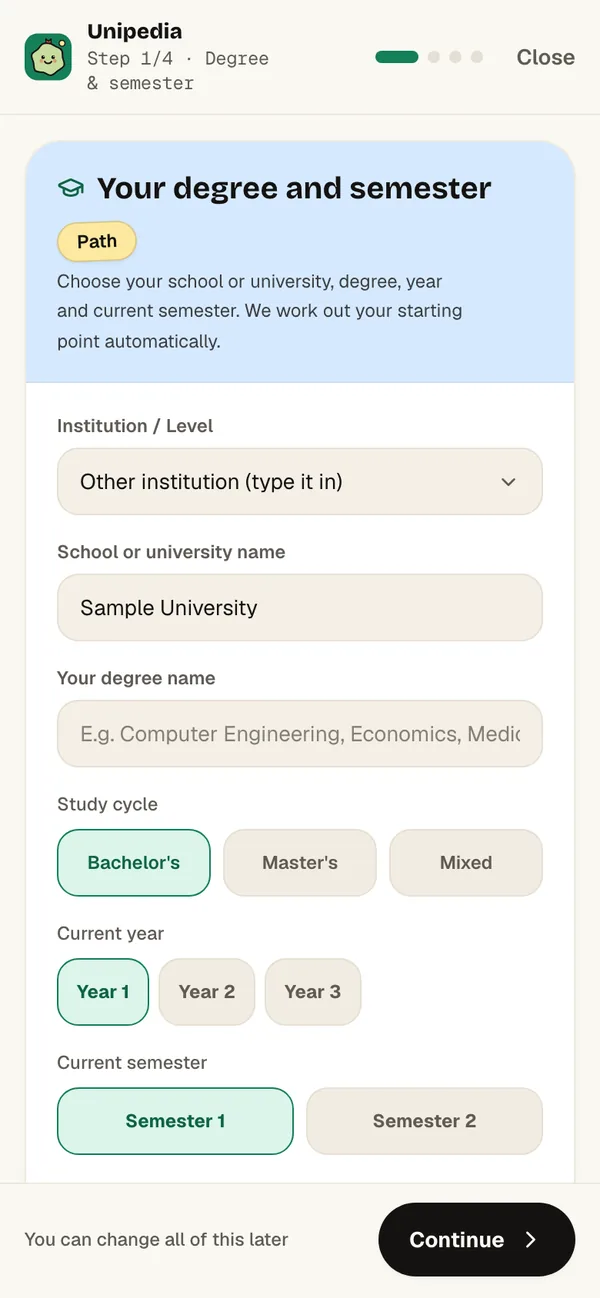 Unipedia
Step 1/4 · Degree
& semester
Close
Your degree and semester
Path
Choose your school or university, degree, year
and current semester. We work out your starting
point automatically.
Institution / Level
Other institution (type it in)
School or university name
Sample University
Your degree name
E.g. Computer Engineering, Economics, Medic
Study cycle
Bachelor's Master's Mixed
Current year
Year 1 Year 2 Year 3
Current semester
Semester 1 Semester 2
You can change all of this later
Continue